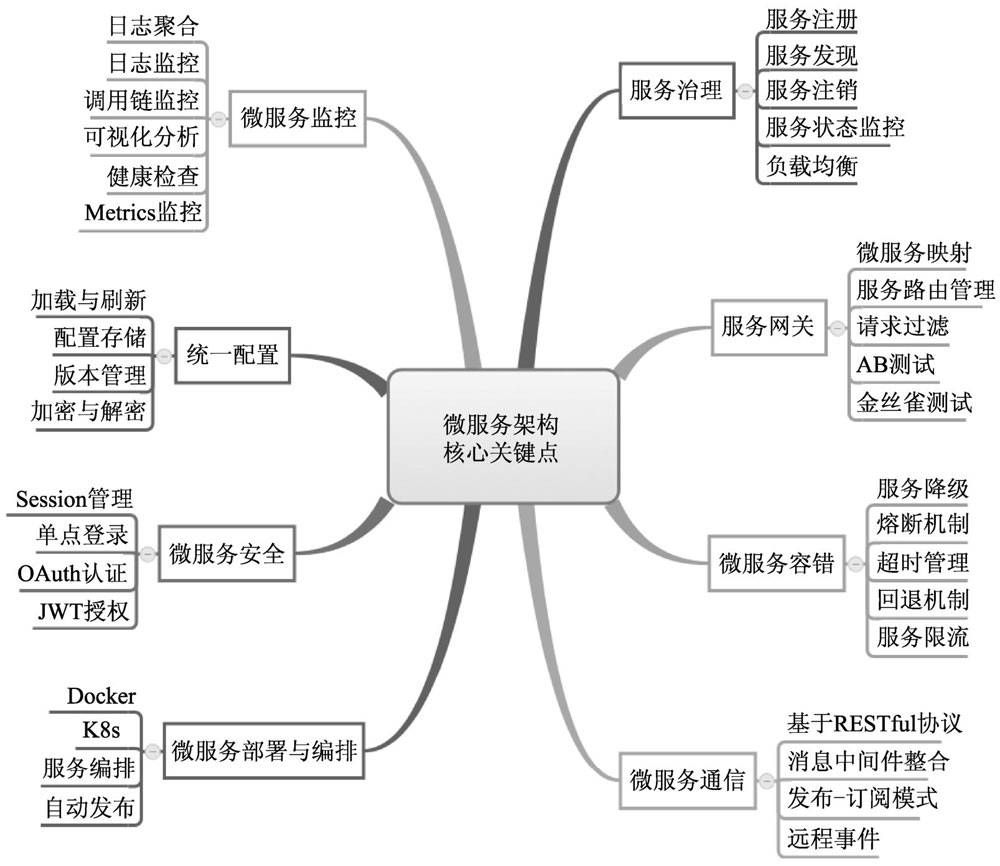 微服务架构
核心关键点
服务治理
服务注册
服务发现
服务注销
服务状态监控
负载均衡
服务网关
微服务映射
服务路由管理
请求过滤
AB测试
金丝雀测试
微服务容错
服务降级
熔断机制
超时管理
回退机制
服务限流
微服务通信
基于RESTful协议
消息中间件整合
发布-订阅模式
远程事件
微服务监控
日志聚合
日志监控
调用链监控
可视化分析
健康检查
Metrics监控
统一配置
加载与刷新
配置存储
版本管理
加密与解密
微服务安全
Session管理
单点登录
OAuth认证
JWT授权
微服务部署与编排
Docker
K8s
服务编排
自动发布